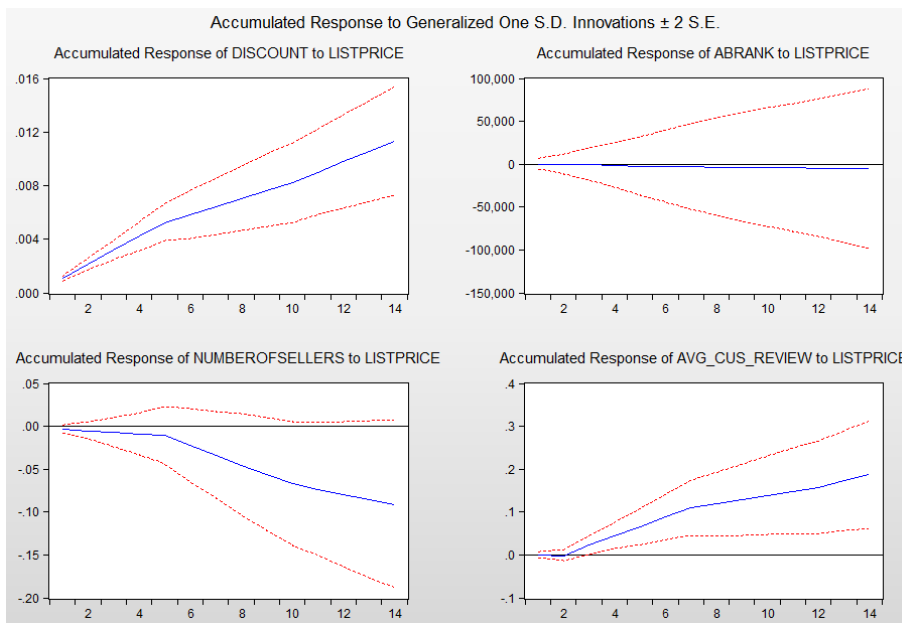 Accumulated Response to Generalized One S.D. Innovations ± 2 S.E.
Accumulated Response of DISCOUNT to LISTPRICE
.016
.012
.008
.004
.000
2 4 6 8 10 12 14
Accumulated Response of ABRANK to LISTPRICE
100,000
50,000
0
-50,000
-100,000
-150,000
2 4 6 8 10 12 14
Accumulated Response of NUMBEROFSELLERS to LISTPRICE
.05
.00
-.05
-.10
-.15
-.20
2 4 6 8 10 12 14
Accumulated Response of AVG_CUS_REVIEW to LISTPRICE
.4
.3
.2
.1
.0
-.1
2 4 6 8 10 12 14